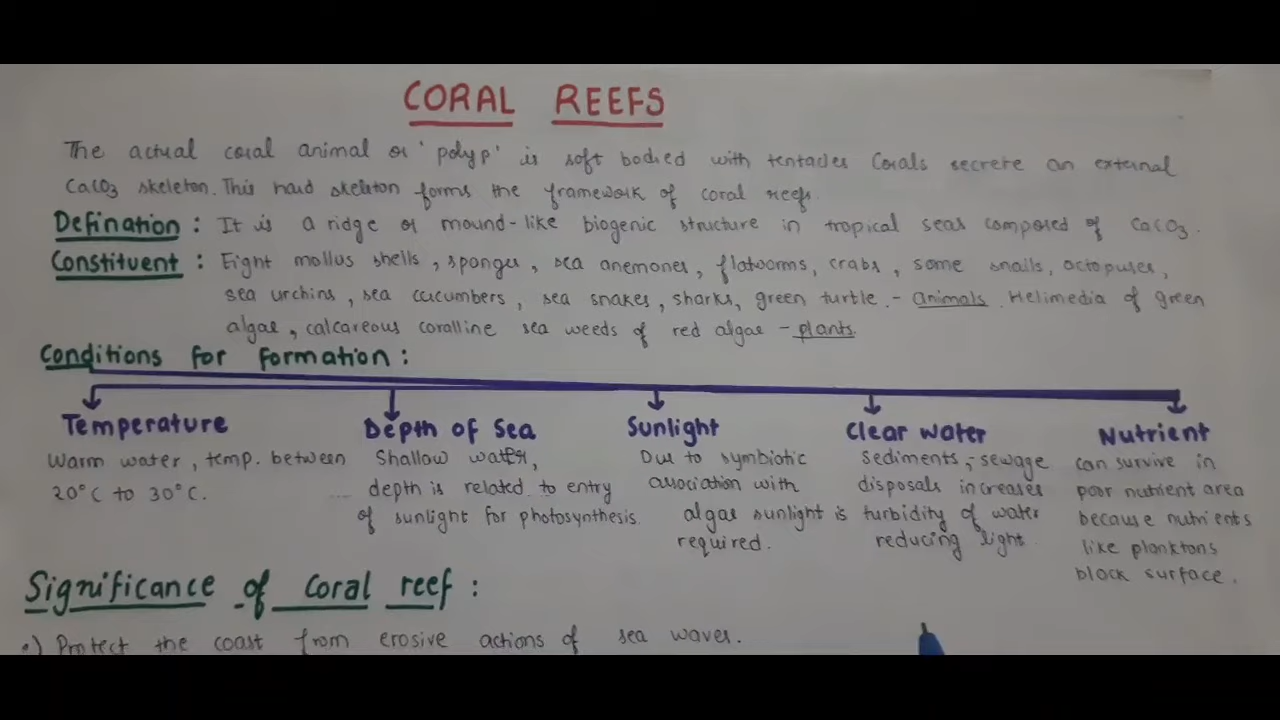 CORAL REEFS
The actual coral animal or 'polyp' is soft bodied with tentacles Corals secrete an external
CaCO3 skeleton. This hard skeleton forms the framework of coral reefs.
Defination : It is a ridge or mound-like biogenic structure in tropical seas composed of CaCO3.
Constituent : Eight mollus shells, sponges, sea anemones, flatworms, crabs, some snails, octopuses,
sea urchins, sea cucumbers, sea snakes, sharks, green turtle. - animals. Helimedia of green
algae, calcareous coralline sea weeds of red algae - plants.
Conditions for formation :
Temperature
Warm water, temp. between
20°C to 30°C.
Depth of Sea
Shallow water,
depth is related to entry
of sunlight for photosynthesis.
Sunlight
Due to symbiotic
association with
algae sunlight is
required.
Clear water
Sediments, sewage
disposals increases
turbidity of water
reducing light
Nutrient
can survive in
poor nutrient area
because nutrients
like planktons
block surface.
Significance of Coral reef :
•) Protect the coast from erosive actions of sea waves.